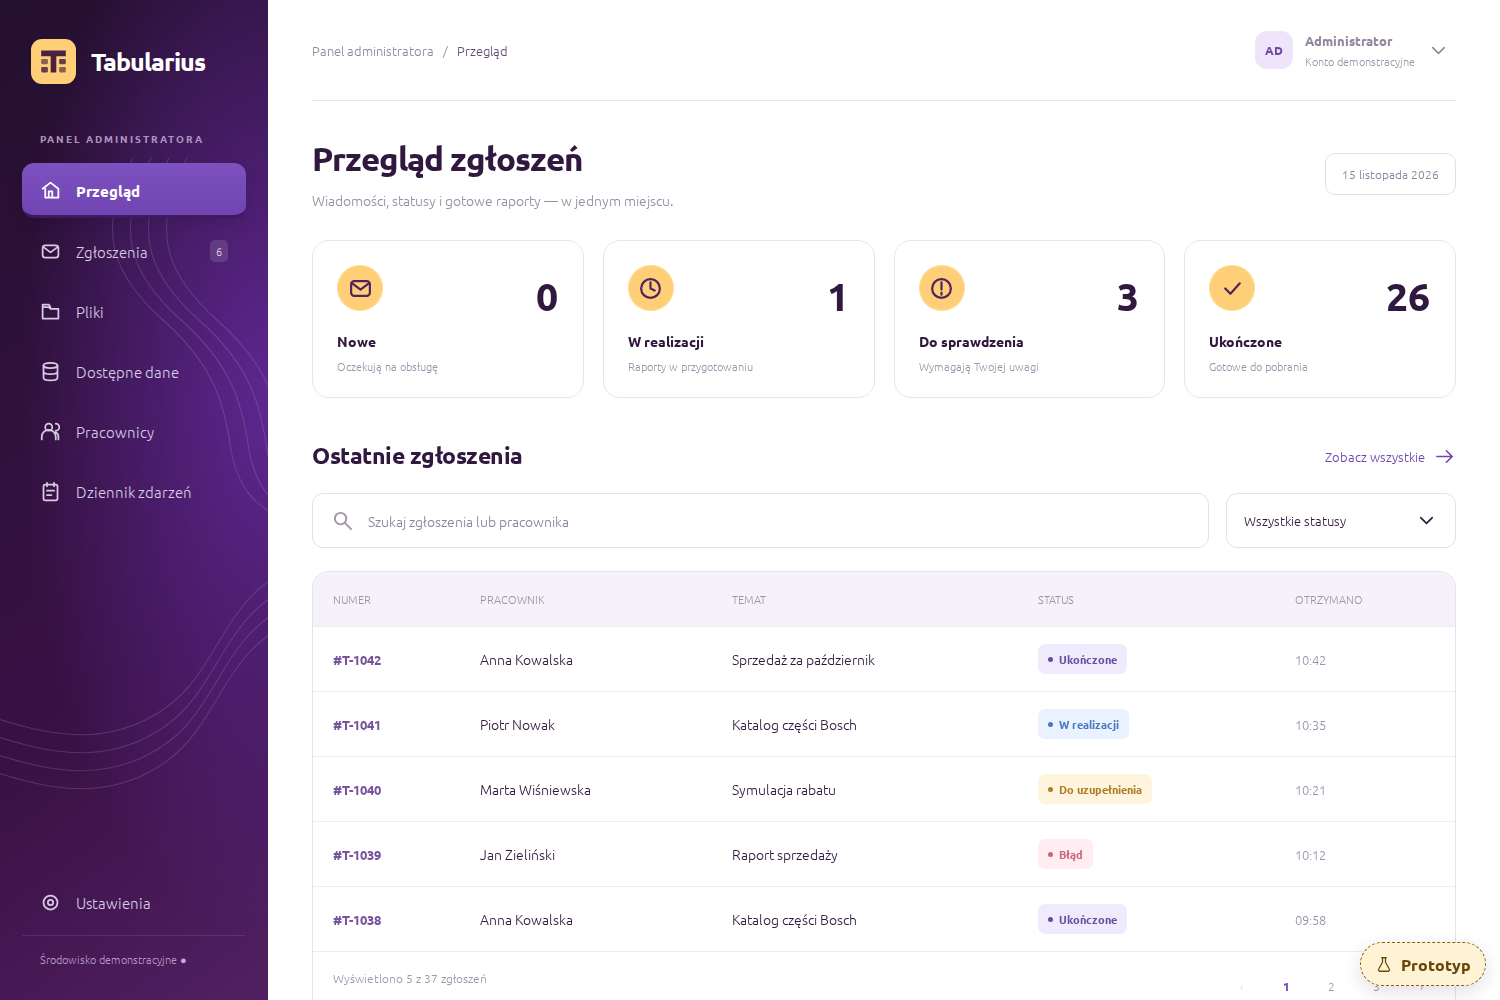 Tabularius
PANEL ADMINISTRATORA
Przegląd
Zgłoszenia 6
Pliki
Dostępne dane
Pracownicy
Dziennik zdarzeń
Ustawienia
Środowisko demonstracyjne
Panel administratora / Przegląd
AD Administrator
Konto demonstracyjne
Przegląd zgłoszeń
Wiadomości, statusy i gotowe raporty — w jednym miejscu.
15 listopada 2026
0
Nowe
Oczekują na obsługę
1
W realizacji
Raporty w przygotowaniu
3
Do sprawdzenia
Wymagają Twojej uwagi
26
Ukończone
Gotowe do pobrania
Ostatnie zgłoszenia
Zobacz wszystkie
Szukaj zgłoszenia lub pracownika
Wszystkie statusy
NUMER PRACOWNIK TEMAT STATUS OTRZYMANO
#T-1042 Anna Kowalska Sprzedaż za październik Ukończone 10:42
#T-1041 Piotr Nowak Katalog części Bosch W realizacji 10:35
#T-1040 Marta Wiśniewska Symulacja rabatu Do uzupełnienia 10:21
#T-1039 Jan Zieliński Raport sprzedaży Błąd 10:12
#T-1038 Anna Kowalska Katalog części Bosch Ukończone 09:58
Wyświetlono 5 z 37 zgłoszeń
‹ 1 2 3
Prototyp